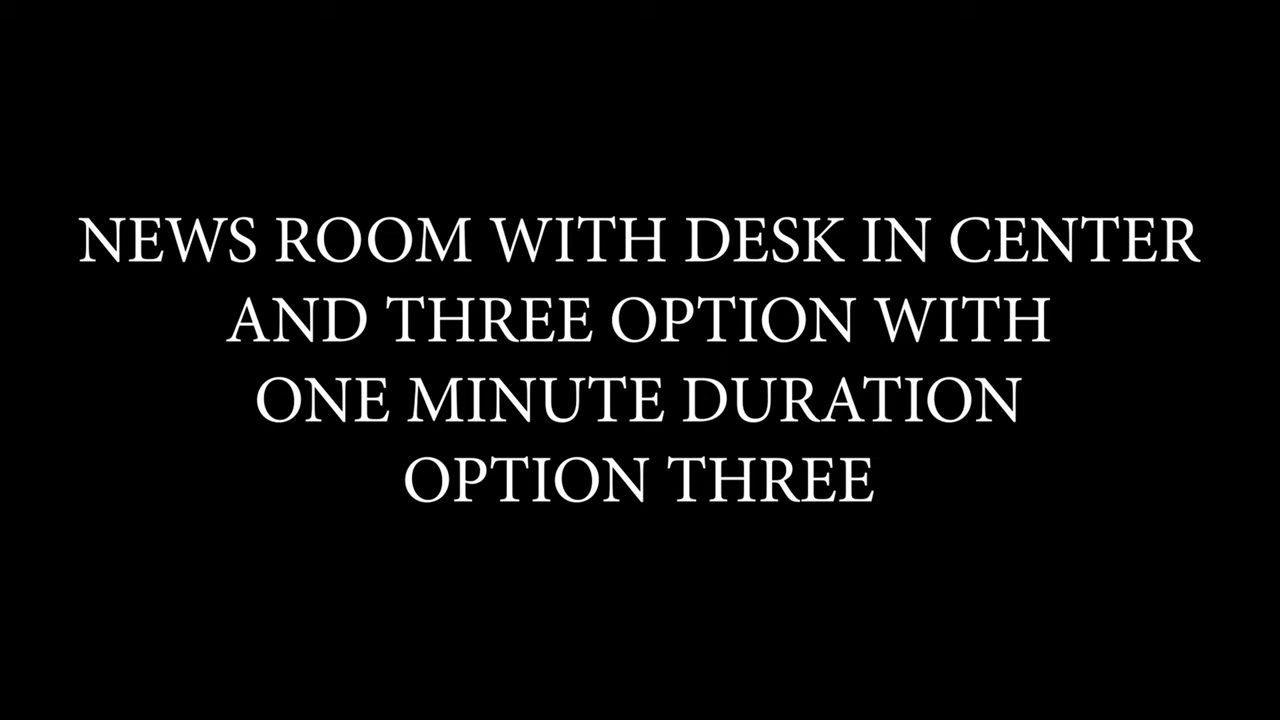 NEWS ROOM WITH DESK IN CENTER
AND THREE OPTION WITH
ONE MINUTE DURATION
OPTION THREE